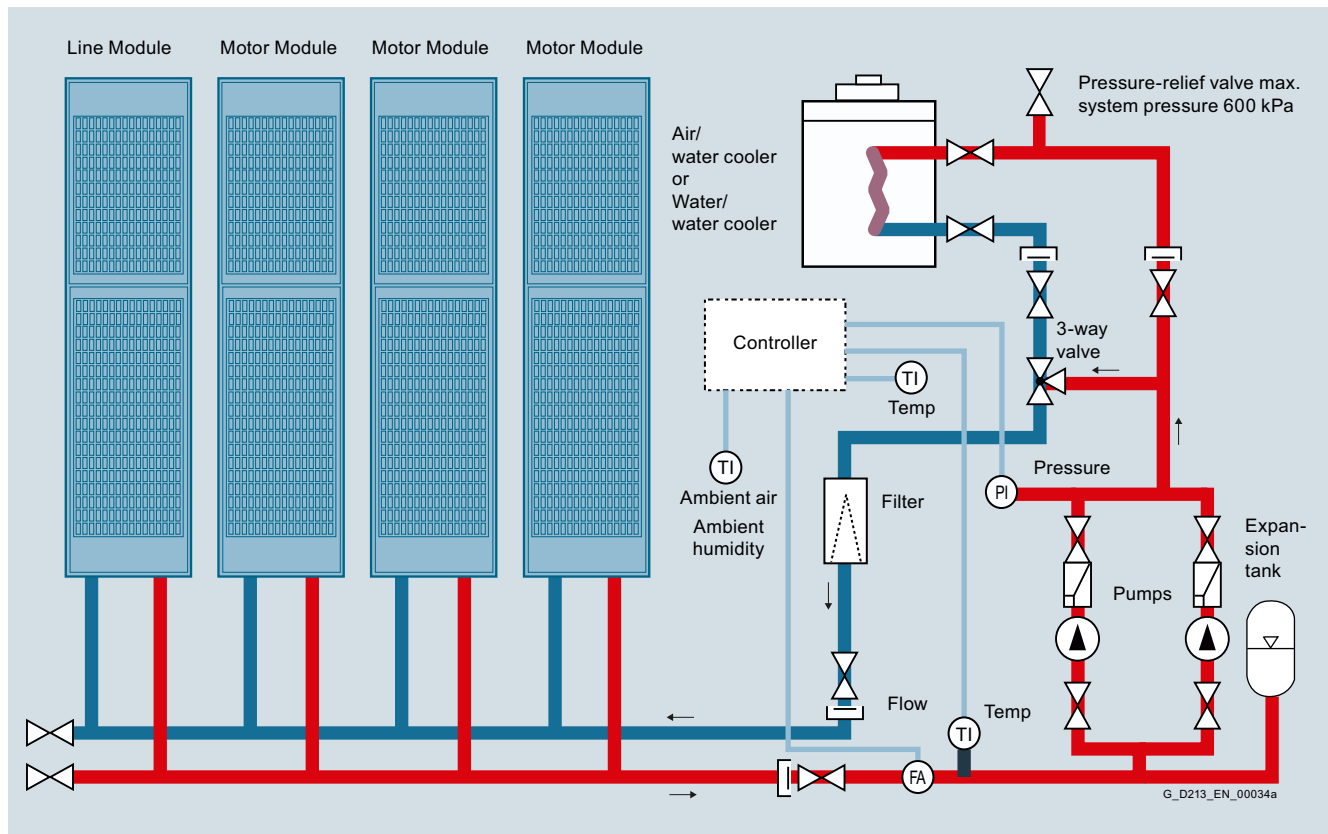 Line Module
Motor Module
Motor Module
Motor Module
Pressure-relief valve max.
system pressure 600 kPa
Air/
water cooler
or
Water/
water cooler
Controller
3-way
valve
TI
Temp
TI
Ambient air
Ambient
humidity
Filter
Pressure
PI
Expan-
sion
tank
Pumps
Flow
Temp
TI
FA
G_D213_EN_00034a